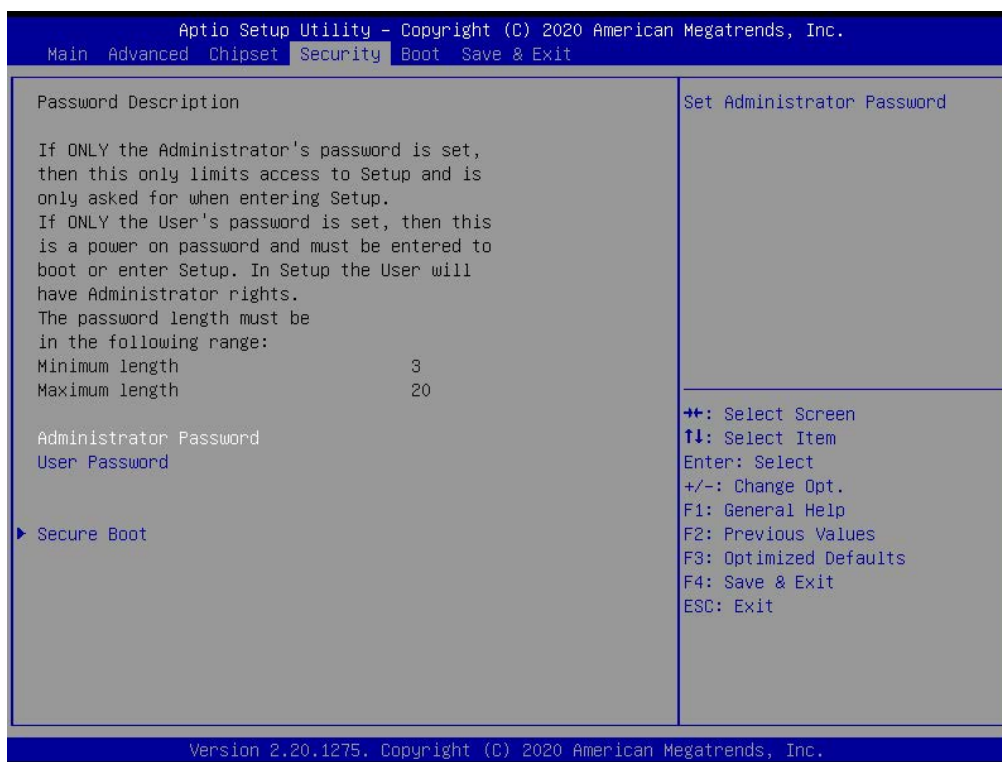 Aptio Setup Utility – Copyright (C) 2020 American Megatrends, Inc.
Main Advanced Chipset Security Boot Save & Exit
Password Description
If ONLY the Administrator's password is set,
then this only limits access to Setup and is
only asked for when entering Setup.
If ONLY the User's password is set, then this
is a power on password and must be entered to
boot or enter Setup. In Setup the User will
have Administrator rights.
The password length must be
in the following range:
Minimum length 3
Maximum length 20
Administrator Password
User Password
Secure Boot
Set Administrator Password
→←: Select Screen
↑↓: Select Item
Enter: Select
+/-: Change Opt.
F1: General Help
F2: Previous Values
F3: Optimized Defaults
F4: Save & Exit
ESC: Exit
Version 2.20.1275. Copyright (C) 2020 American Megatrends, Inc.